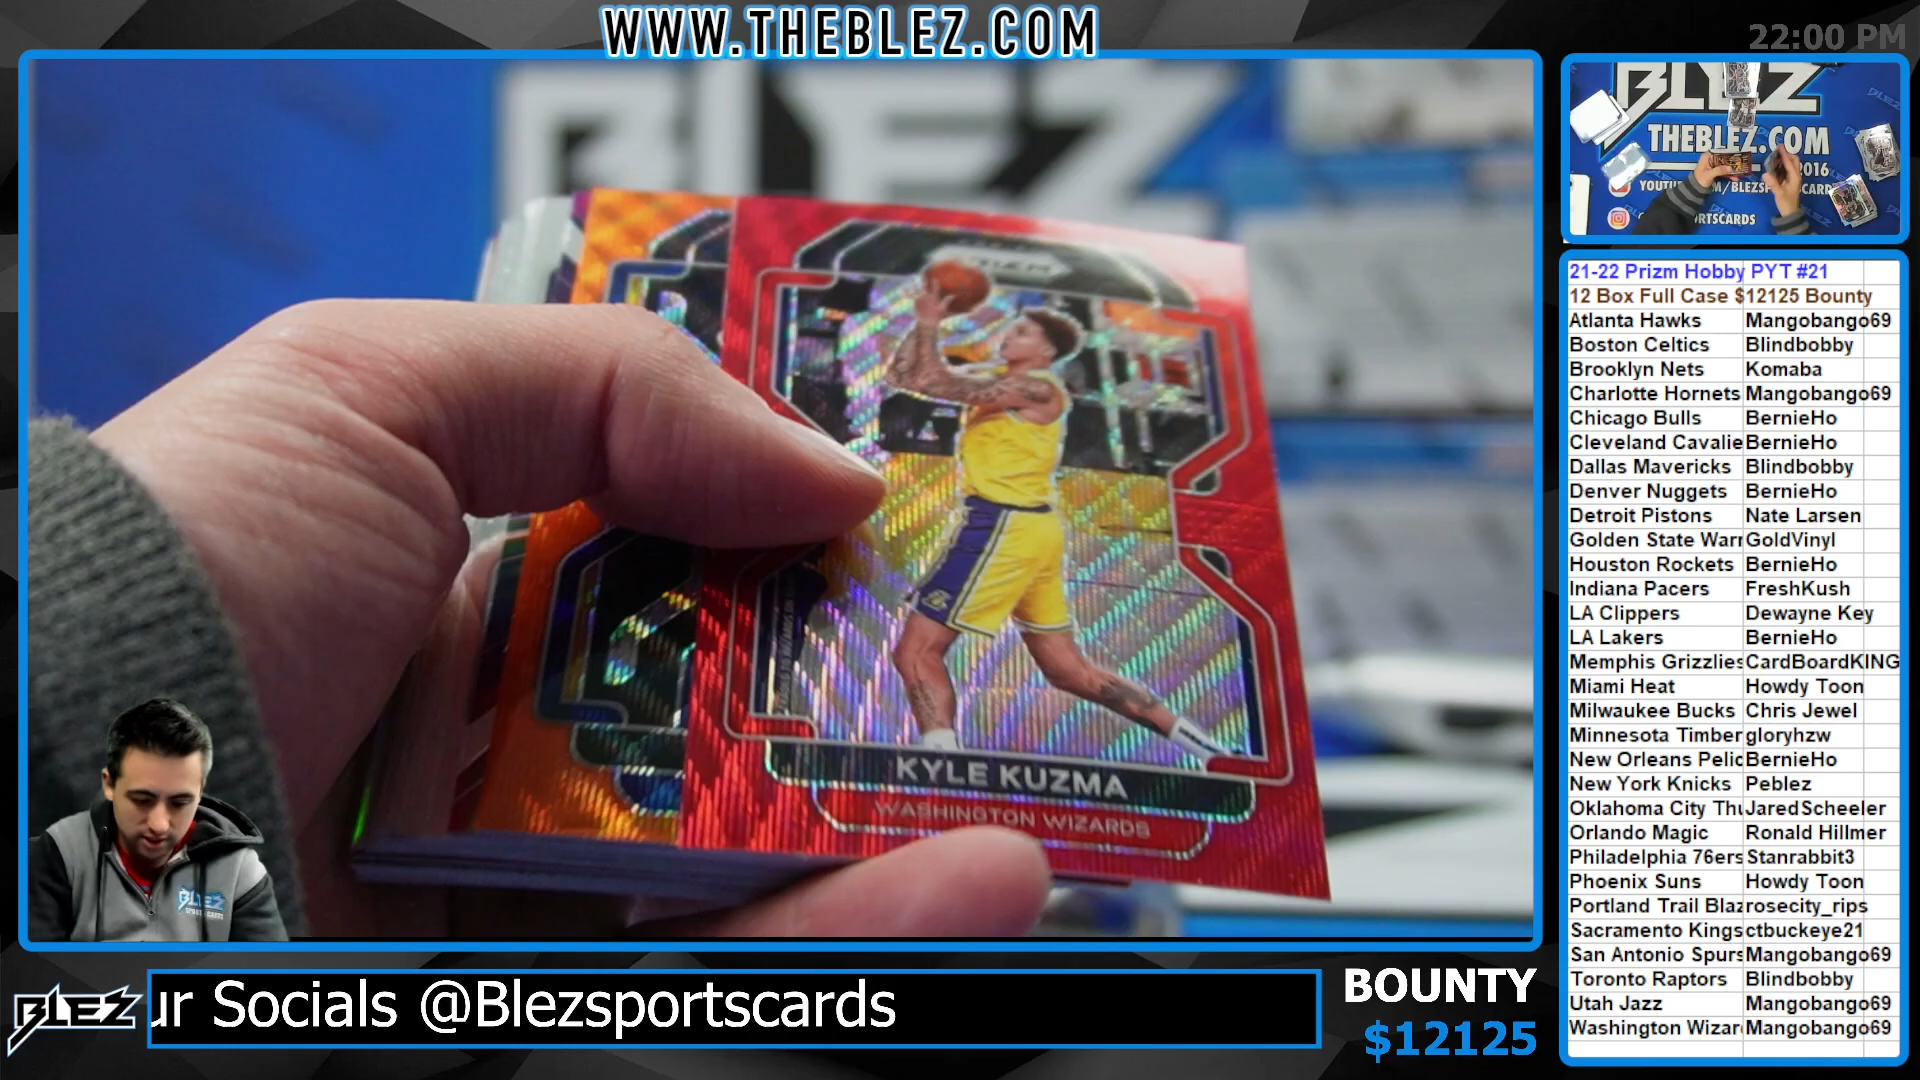 WWW.THEBLEZ.COM
22:00 PM
BLEZ
PRIZM
KYLE KUZMA
WASHINGTON WIZARDS
BLEZ
THEBLEZ.COM
2016
21-22 Prizm Hobby PYT #21
12 Box Full Case $12125 Bounty
Atlanta Hawks Mangobango69
Boston Celtics Blindbobby
Brooklyn Nets Komaba
Charlotte Hornets Mangobango69
Chicago Bulls BernieHo
Cleveland Cavalie BernieHo
Dallas Mavericks Blindbobby
Denver Nuggets BernieHo
Detroit Pistons Nate Larsen
Golden State Warr GoldVinyl
Houston Rockets BernieHo
Indiana Pacers FreshKush
LA Clippers Dewayne Key
LA Lakers BernieHo
Memphis Grizzlies CardBoardKING
Miami Heat Howdy Toon
Milwaukee Bucks Chris Jewel
Minnesota Timber gloryhzw
New Orleans Pelic BernieHo
New York Knicks Peblez
Oklahoma City Thu JaredScheeler
Orlando Magic Ronald Hillmer
Philadelphia 76ers Stanrabbit3
Phoenix Suns Howdy Toon
Portland Trail Blaz rosecity_rips
Sacramento Kings ctbuckeye21
San Antonio Spurs Mangobango69
Toronto Raptors Blindbobby
Utah Jazz Mangobango69
Washington Wizar Mangobango69
BLEZ
BLEZ
ur Socials @Blezsportscards
BOUNTY
$12125